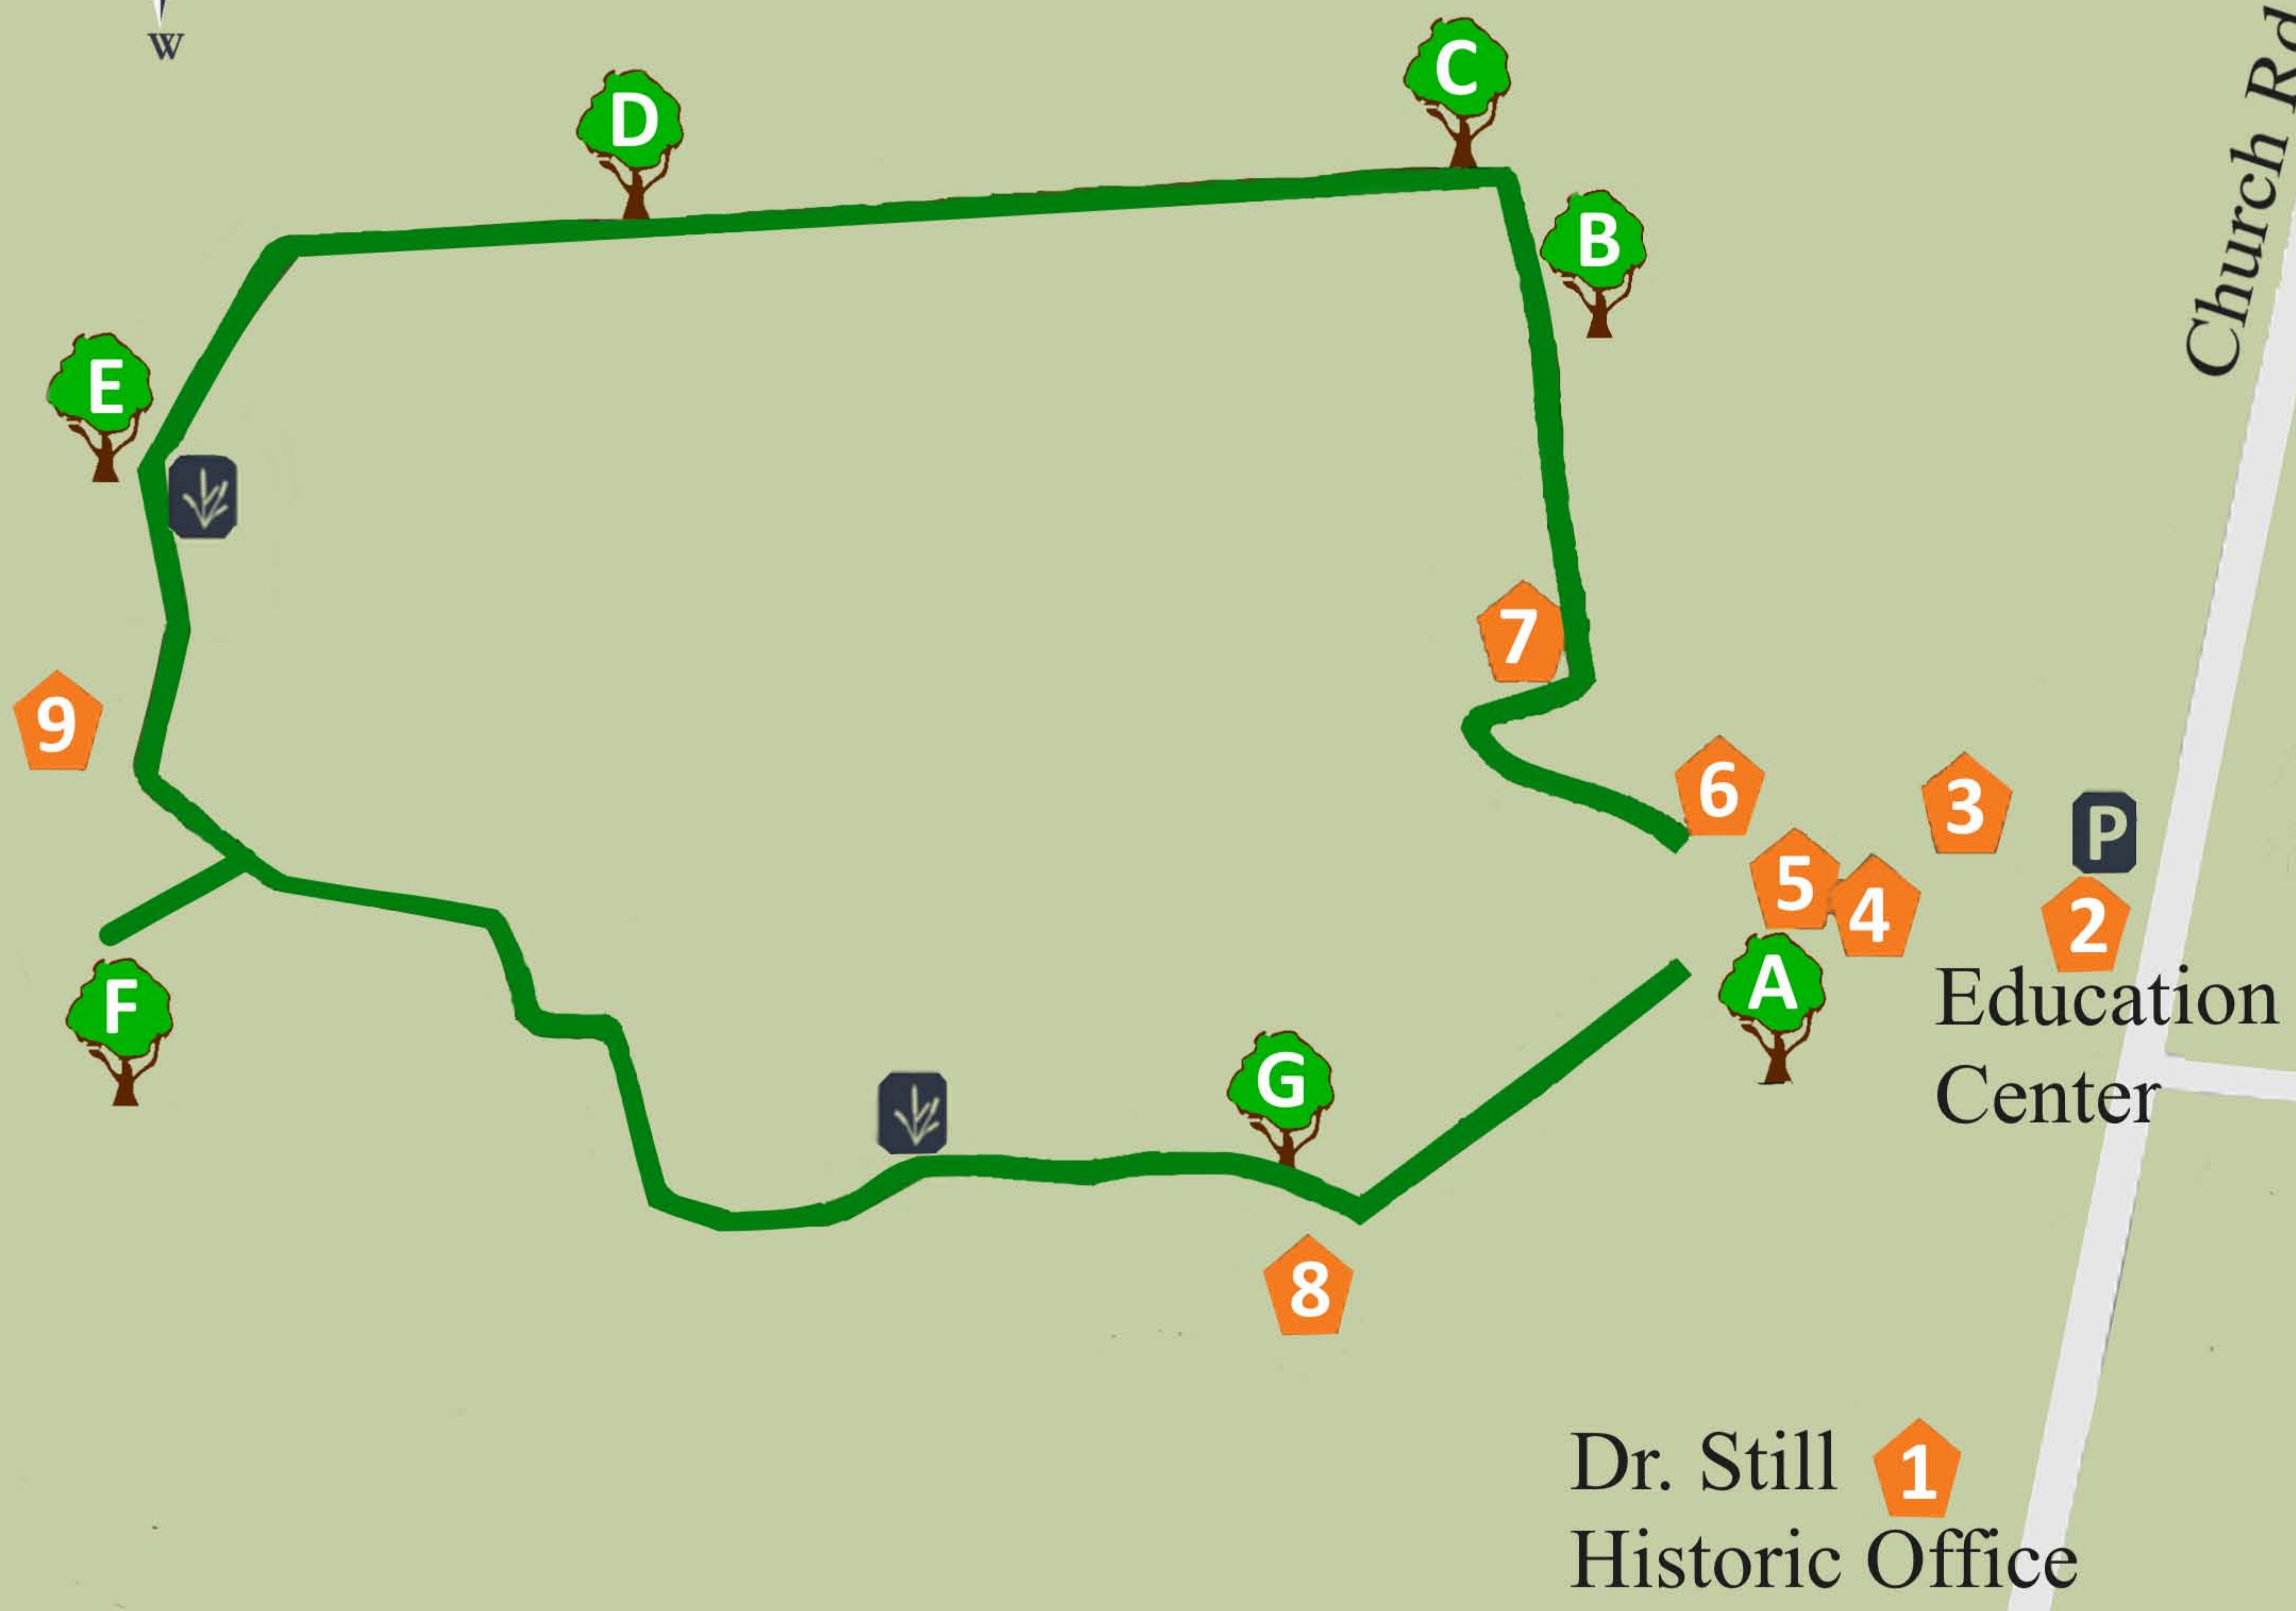 W
C
D
B
Church Rd
E
7
9
6
3
P
5
4
2
A
Education
Center
F
G
8
Dr. Still
1
Historic Office